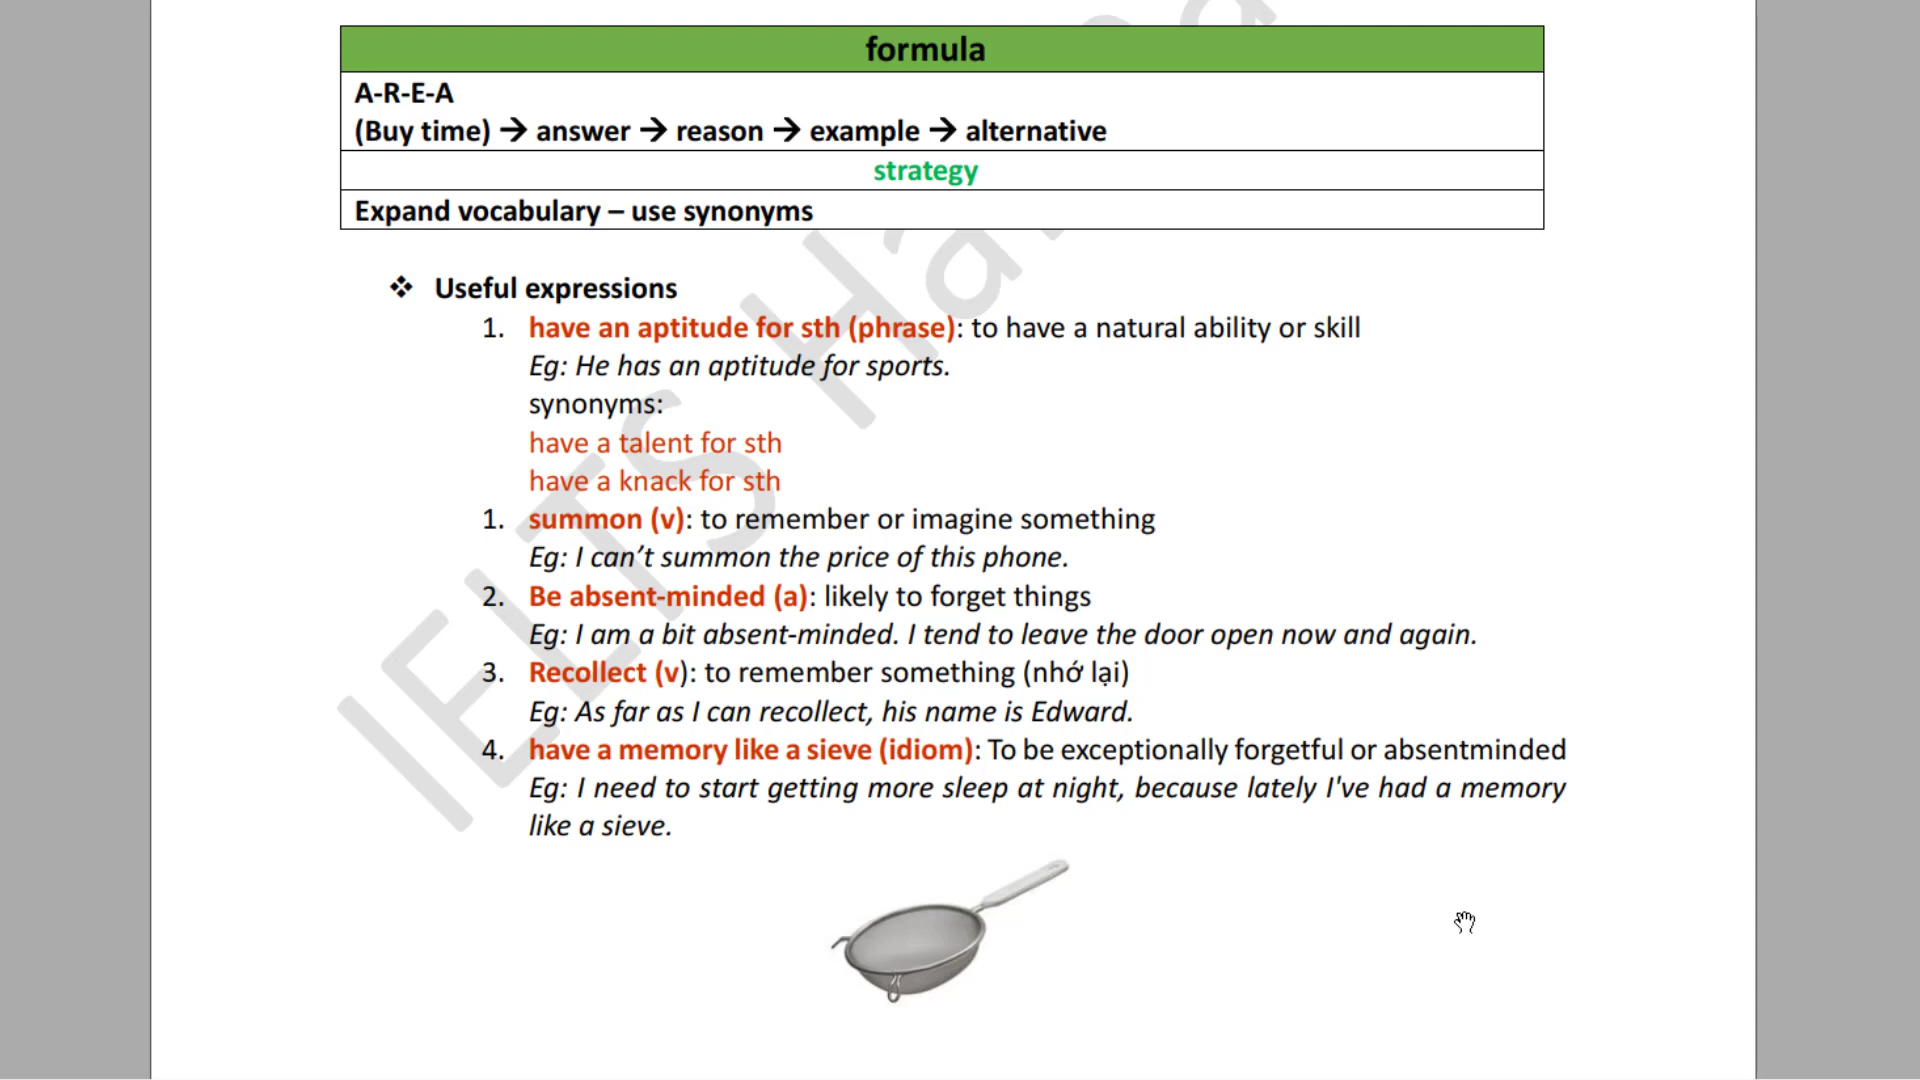 formula
A-R-E-A
(Buy time) → answer → reason → example → alternative
strategy
Expand vocabulary – use synonyms
❖ Useful expressions
1. have an aptitude for sth (phrase): to have a natural ability or skill
Eg: He has an aptitude for sports.
synonyms:
have a talent for sth
have a knack for sth
1. summon (v): to remember or imagine something
Eg: I can’t summon the price of this phone.
2. Be absent-minded (a): likely to forget things
Eg: I am a bit absent-minded. I tend to leave the door open now and again.
3. Recollect (v): to remember something (nhớ lại)
Eg: As far as I can recollect, his name is Edward.
4. have a memory like a sieve (idiom): To be exceptionally forgetful or absentminded
Eg: I need to start getting more sleep at night, because lately I've had a memory
like a sieve.
IELTS